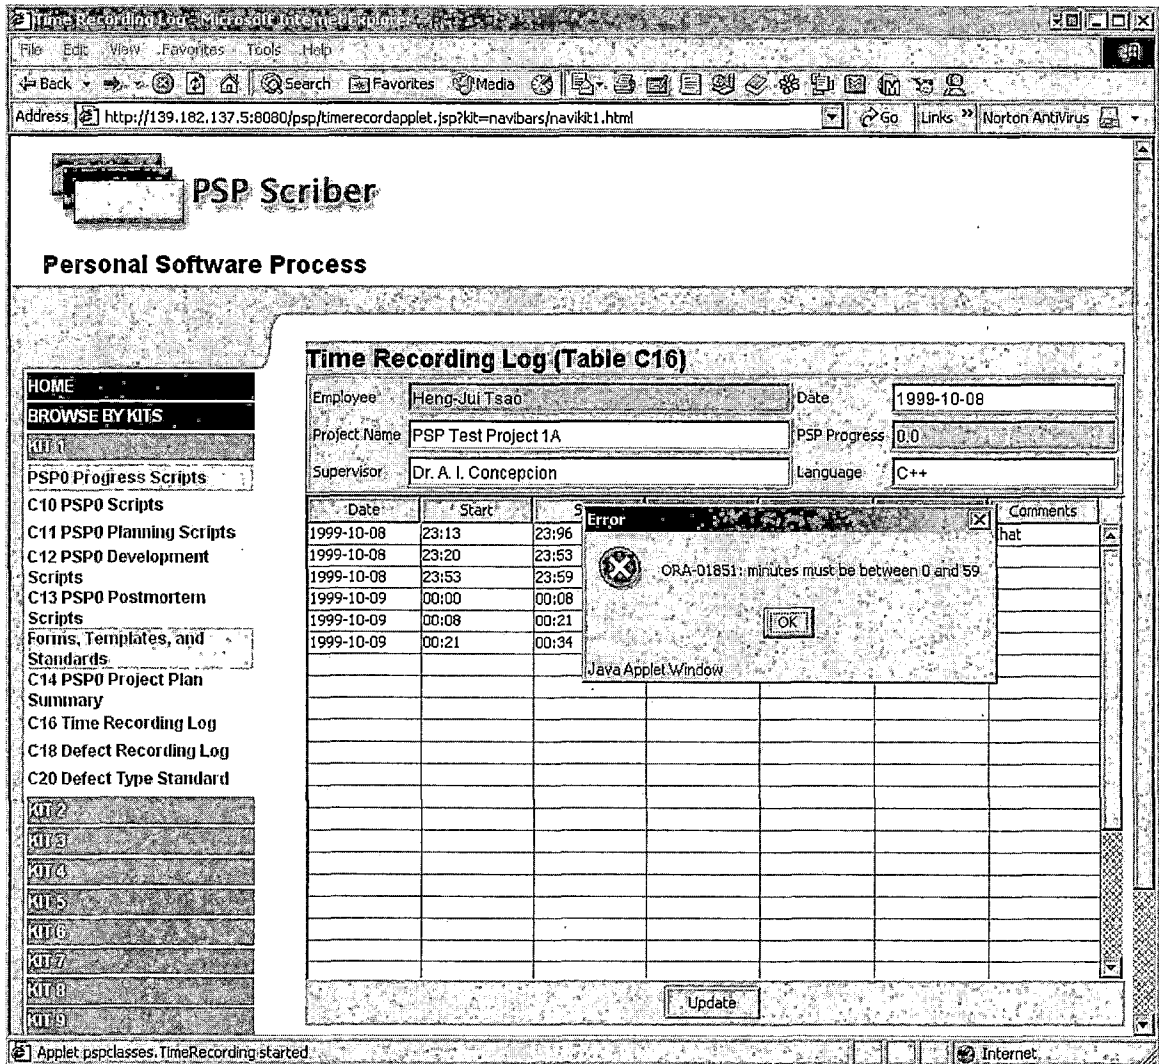 Time Recording Log - Microsoft Internet Explorer
File Edit View Favorites Tools Help
Back Search Favorites Media
Address http://139.182.137.5:8080/psp/timerecordapplet.jsp?kit=navibars/navikit1.html Go Links » Norton AntiVirus
PSP Scriber
Personal Software Process
HOME
BROWSE BY KITS
KIT 1
PSP0 Progress Scripts
C10 PSP0 Scripts
C11 PSP0 Planning Scripts
C12 PSP0 Development
Scripts
C13 PSP0 Postmortem
Scripts
Forms, Templates, and
Standards
C14 PSP0 Project Plan
Summary
C16 Time Recording Log
C18 Defect Recording Log
C20 Defect Type Standard
KIT 2
KIT 3
KIT 4
KIT 5
KIT 6
KIT 7
KIT 8
KIT 9
Time Recording Log (Table C16)
Employee Heng-Jui Tsao Date 1999-10-08
Project Name PSP Test Project 1A PSP Progress 0.0
Supervisor Dr. A. I. Concepcion Language C++
Date Start S Comments
1999-10-08 23:13 23:96 hat
1999-10-08 23:20 23:53
1999-10-08 23:53 23:59
1999-10-09 00:00 00:08
1999-10-09 00:08 00:21
1999-10-09 00:21 00:34
Error
ORA-01851: minutes must be between 0 and 59
OK
Java Applet Window
Update
Applet pspclasses.TimeRecording started Internet